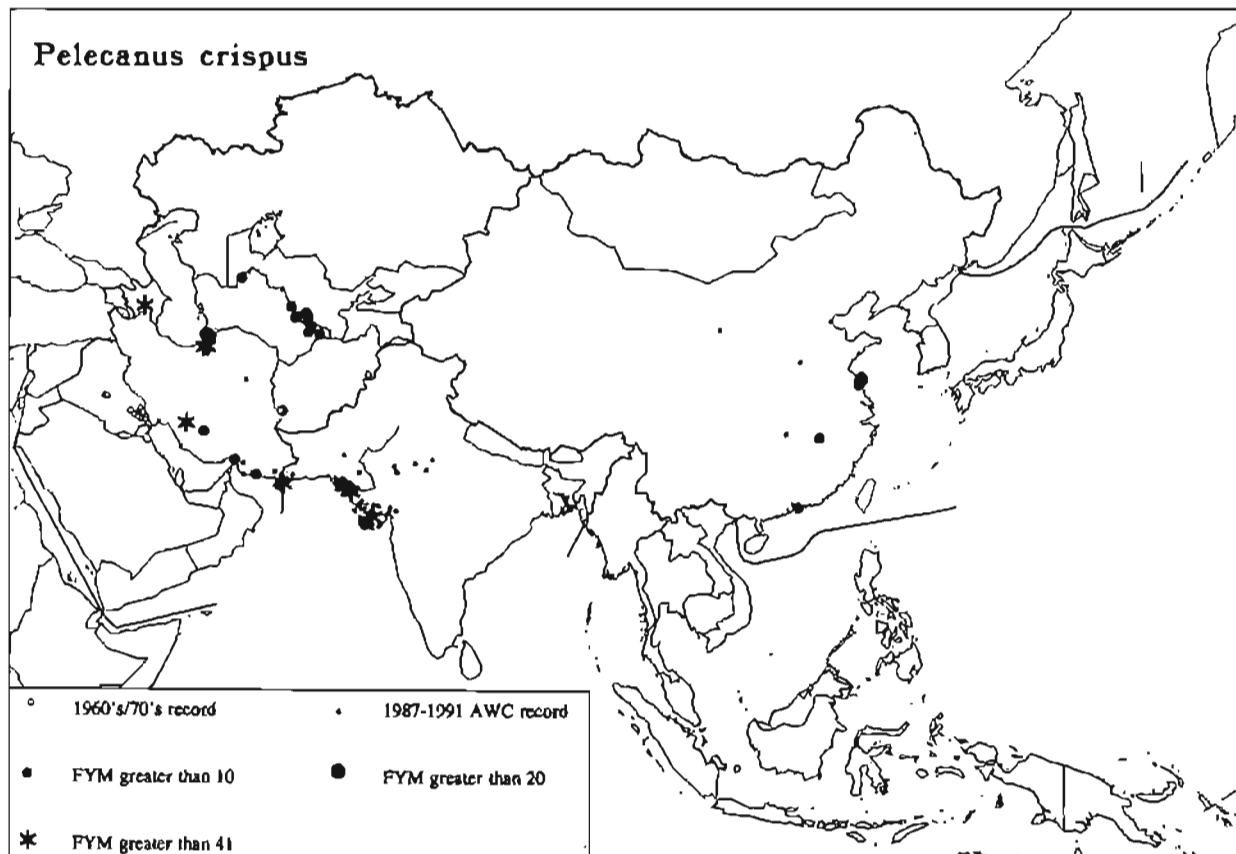 Pelecanus crispus
1960's/70's record
1987-1991 AWC record
FYM greater than 10
FYM greater than 20
FYM greater than 41